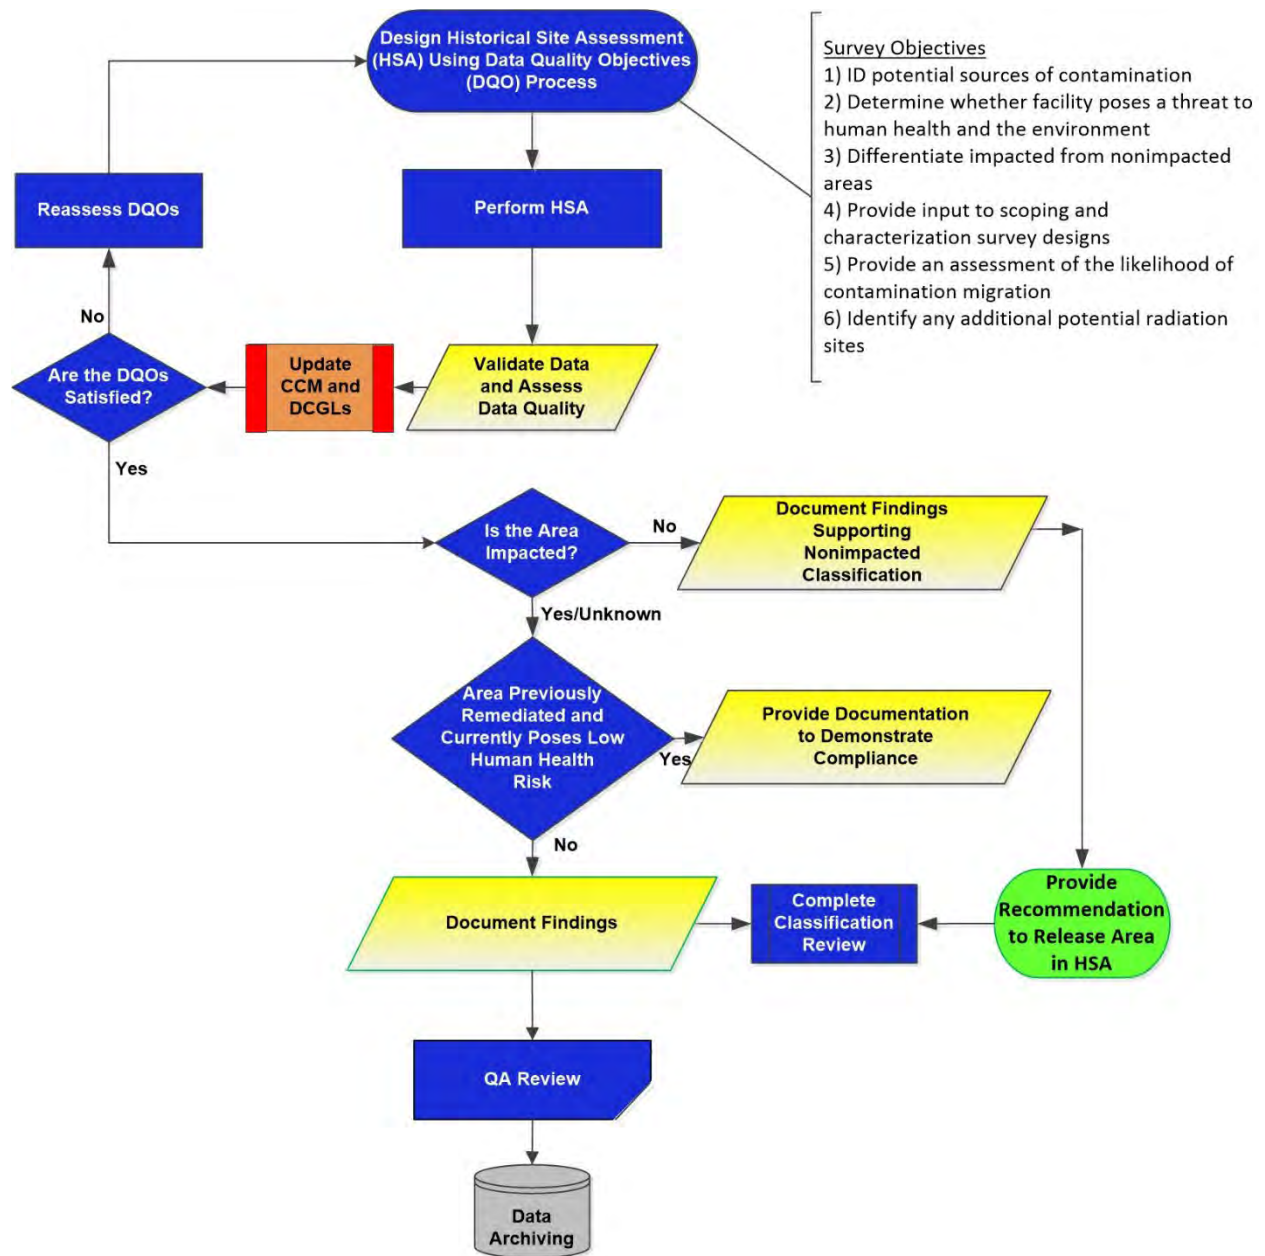 Design Historical Site Assessment
(HSA) Using Data Quality Objectives
(DQO) Process
Survey Objectives
1) ID potential sources of contamination
2) Determine whether facility poses a threat to
human health and the environment
3) Differentiate impacted from nonimpacted
areas
4) Provide input to scoping and
characterization survey designs
5) Provide an assessment of the likelihood of
contamination migration
6) Identify any additional potential radiation
sites
Reassess DQOs
Perform HSA
No
Are the DQOs
Satisfied?
Update
CCM and
DCGLs
Validate Data
and Assess
Data Quality
Yes
Is the Area
Impacted?
No
Document Findings
Supporting
Nonimpacted
Classification
Yes/Unknown
Area Previously
Remediated and
Currently Poses Low
Human Health
Risk
Yes
Provide Documentation
to Demonstrate
Compliance
No
Document Findings
Complete
Classification
Review
Provide
Recommendation
to Release Area
in HSA
QA Review
Data
Archiving